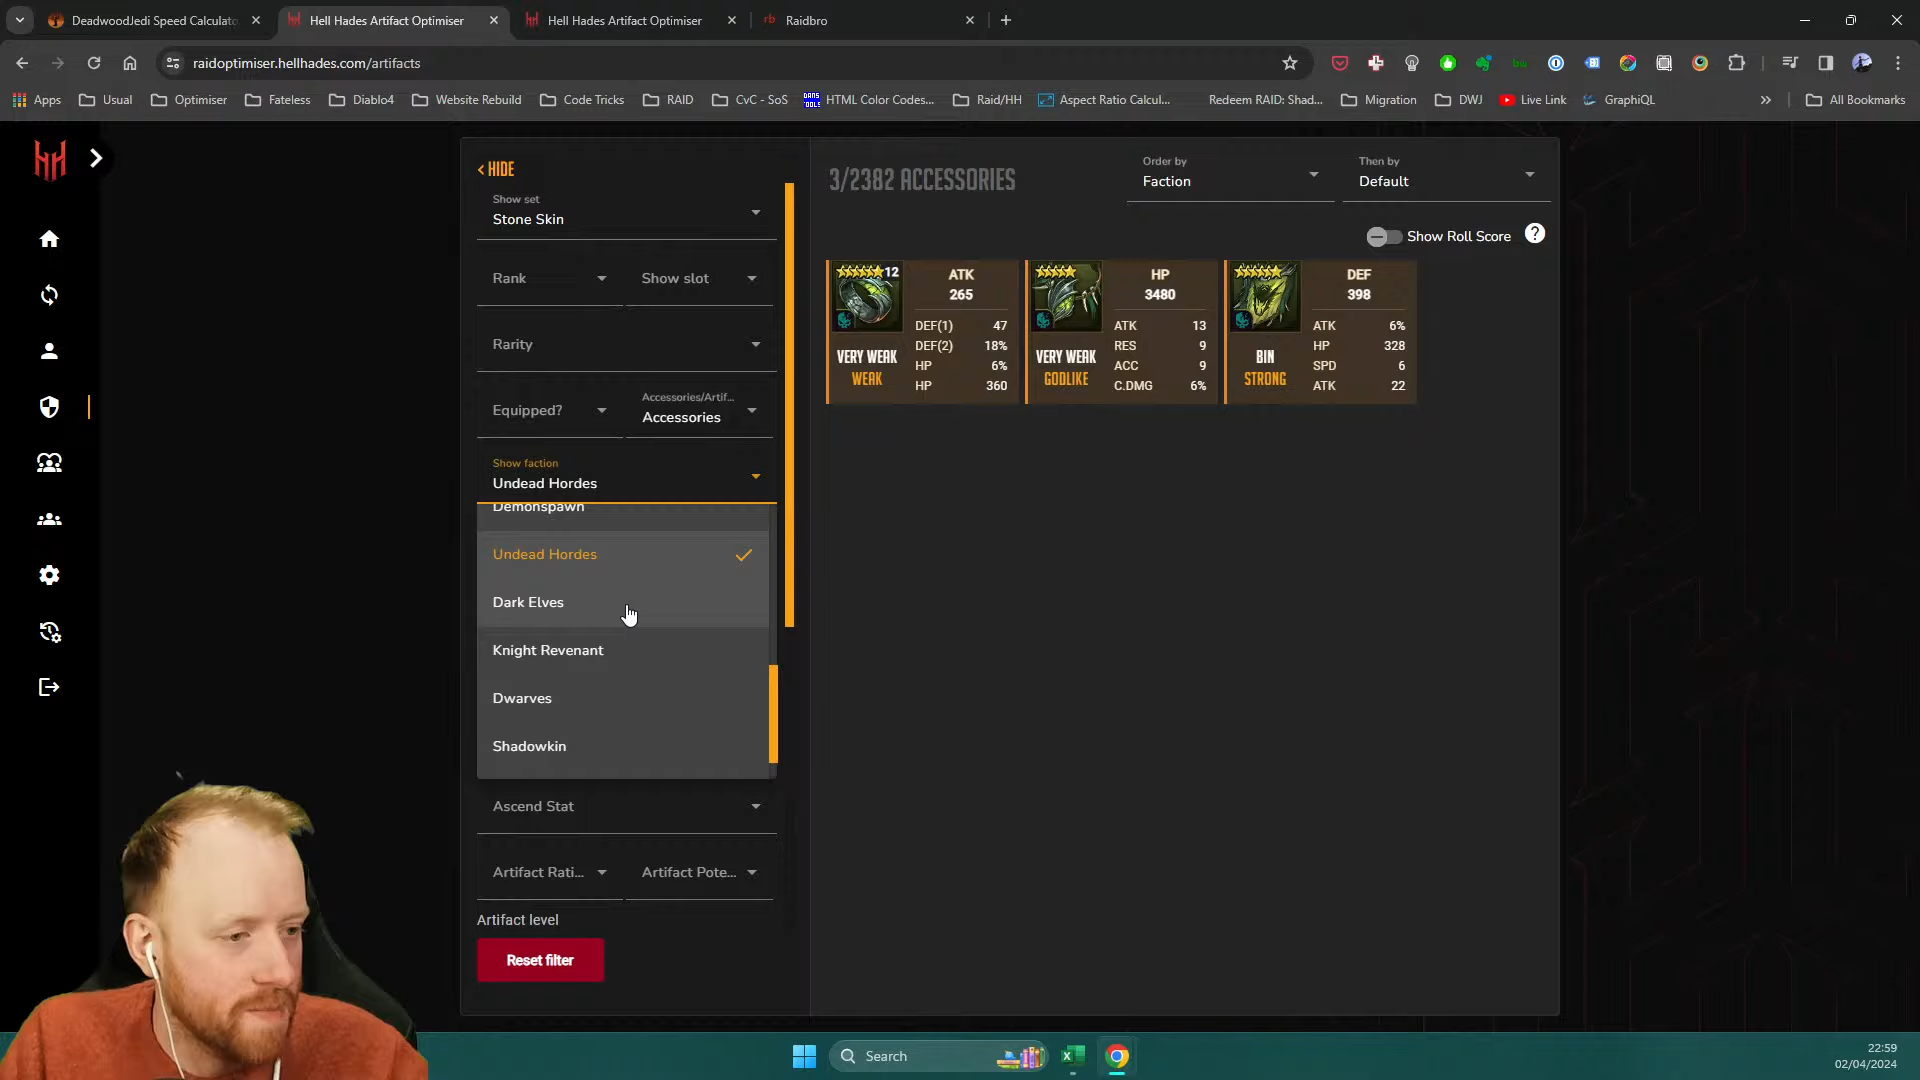 DeadwoodJedi Speed Calculato
Hell Hades Artifact Optimiser
Hell Hades Artifact Optimiser
rb Raidbro
raidoptimiser.hellhades.com/artifacts
Apps
Usual
Optimiser
Fateless
Diablo4
Website Rebuild
Code Tricks
RAID
CvC - SoS
HTML Color Codes...
Raid/HH
Aspect Ratio Calcul...
Redeem RAID: Shad...
Migration
DWJ
Live Link
GraphiQL
All Bookmarks
< HIDE
Show set
Stone Skin
Rank
Show slot
Rarity
Equipped?
Accessories/Artif...
Accessories
Show faction
Undead Hordes
Demonspawn
Undead Hordes
Dark Elves
Knight Revenant
Dwarves
Shadowkin
Ascend Stat
Artifact Rati...
Artifact Pote...
Artifact level
Reset filter
3/2382 ACCESSORIES
Order by
Faction
Then by
Default
Show Roll Score ?
12
ATK
265
DEF(1) 47
DEF(2) 18%
HP 6%
HP 360
VERY WEAK
WEAK
HP
3480
ATK 13
RES 9
ACC 9
C.DMG 6%
VERY WEAK
GODLIKE
DEF
398
ATK 6%
HP 328
SPD 6
ATK 22
BIN
STRONG
Search
22:59
02/04/2024